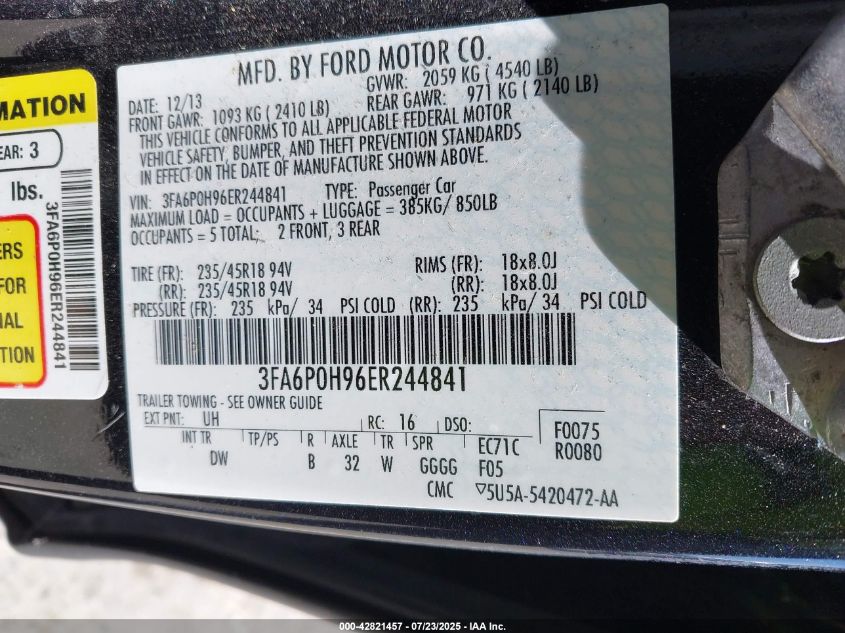 MATION
EAR: 3
lbs.
ERS
FOR
NAL
TION
3FA6P0H96ER244841
MFD. BY FORD MOTOR CO.
DATE: 12/13 GVWR: 2059 KG ( 4540 LB)
FRONT GAWR: 1093 KG ( 2410 LB) REAR GAWR: 971 KG ( 2140 LB)
THIS VEHICLE CONFORMS TO ALL APPLICABLE FEDERAL MOTOR
VEHICLE SAFETY, BUMPER, AND THEFT PREVENTION STANDARDS
IN EFFECT ON THE DATE OF MANUFACTURE SHOWN ABOVE.
VIN: 3FA6P0H96ER244841 TYPE: Passenger Car
MAXIMUM LOAD = OCCUPANTS + LUGGAGE = 385KG/ 850LB
OCCUPANTS = 5 TOTAL; 2 FRONT, 3 REAR
TIRE (FR): 235/45R18 94V RIMS (FR): 18x8.0J
(RR): 235/45R18 94V (RR): 18x8.0J
PRESSURE (FR): 235 kPa/ 34 PSI COLD (RR): 235 kPa/ 34 PSI COLD
3FA6P0H96ER244841
TRAILER TOWING - SEE OWNER GUIDE
EXT PNT: UH RC: 16 DSO: F0075
INT TR TP/PS R AXLE TR SPR EC71C R0080
DW B 32 W GGGG F05
CMC ▽5U5A-5420472-AA
000-42821457 - 07/23/2025 - IAA Inc.